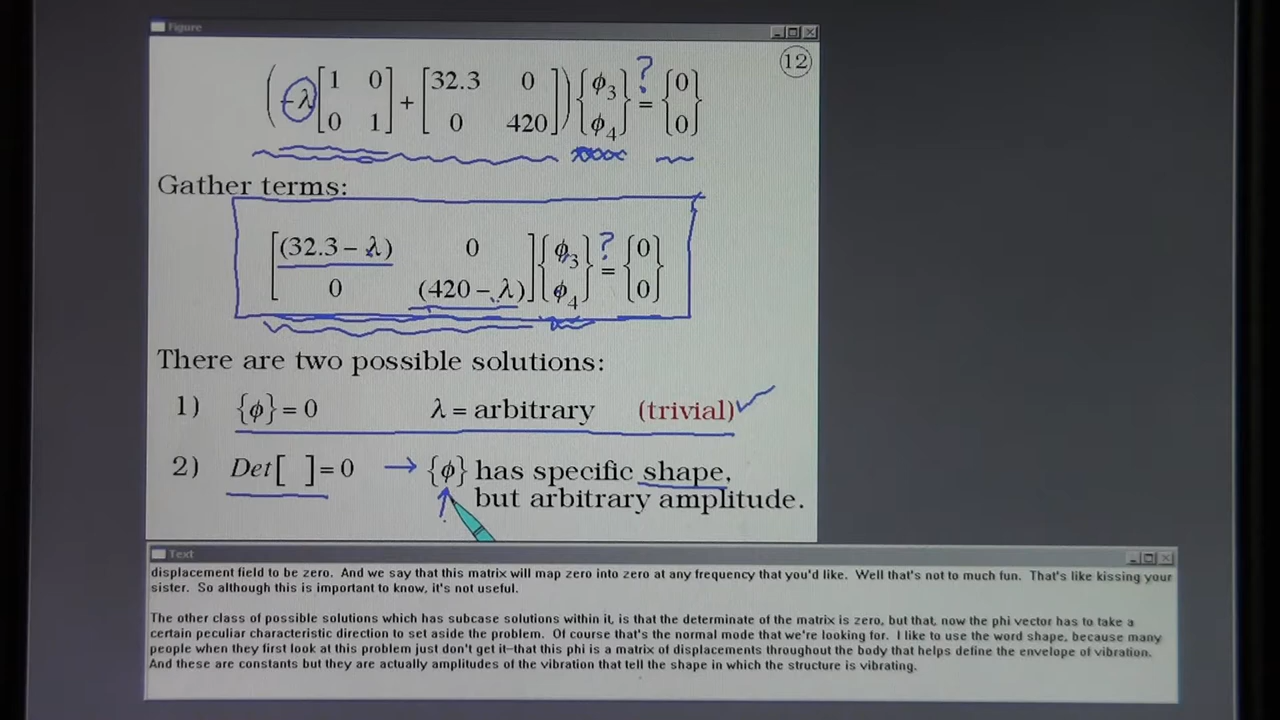 Figure
12
(-λ[1 0] + [32.3 0]){ϕ3} ? {0}
[0 1] [0 420] {ϕ4} = {0}
Gather terms:
[(32.3 – λ) 0]{ϕ3} ? {0}
[0 (420 – λ)]{ϕ4} = {0}
There are two possible solutions:
1) {ϕ} = 0 λ = arbitrary (trivial)
2) Det[ ] = 0 → {ϕ} has specific shape,
but arbitrary amplitude.
Text
displacement field to be zero. And we say that this matrix will map zero into zero at any frequency that you'd like. Well that's not to much fun. That's like kissing your
sister. So although this is important to know, it's not useful.
The other class of possible solutions which has subcase solutions within it, is that the determinate of the matrix is zero, but that, now the phi vector has to take a
certain peculiar characteristic direction to set aside the problem. Of course that's the normal mode that we're looking for. I like to use the word shape, because many
people when they first look at this problem just don't get it--that this phi is a matrix of displacements throughout the body that helps define the envelope of vibration.
And these are constants but they are actually amplitudes of the vibration that tell the shape in which the structure is vibrating.